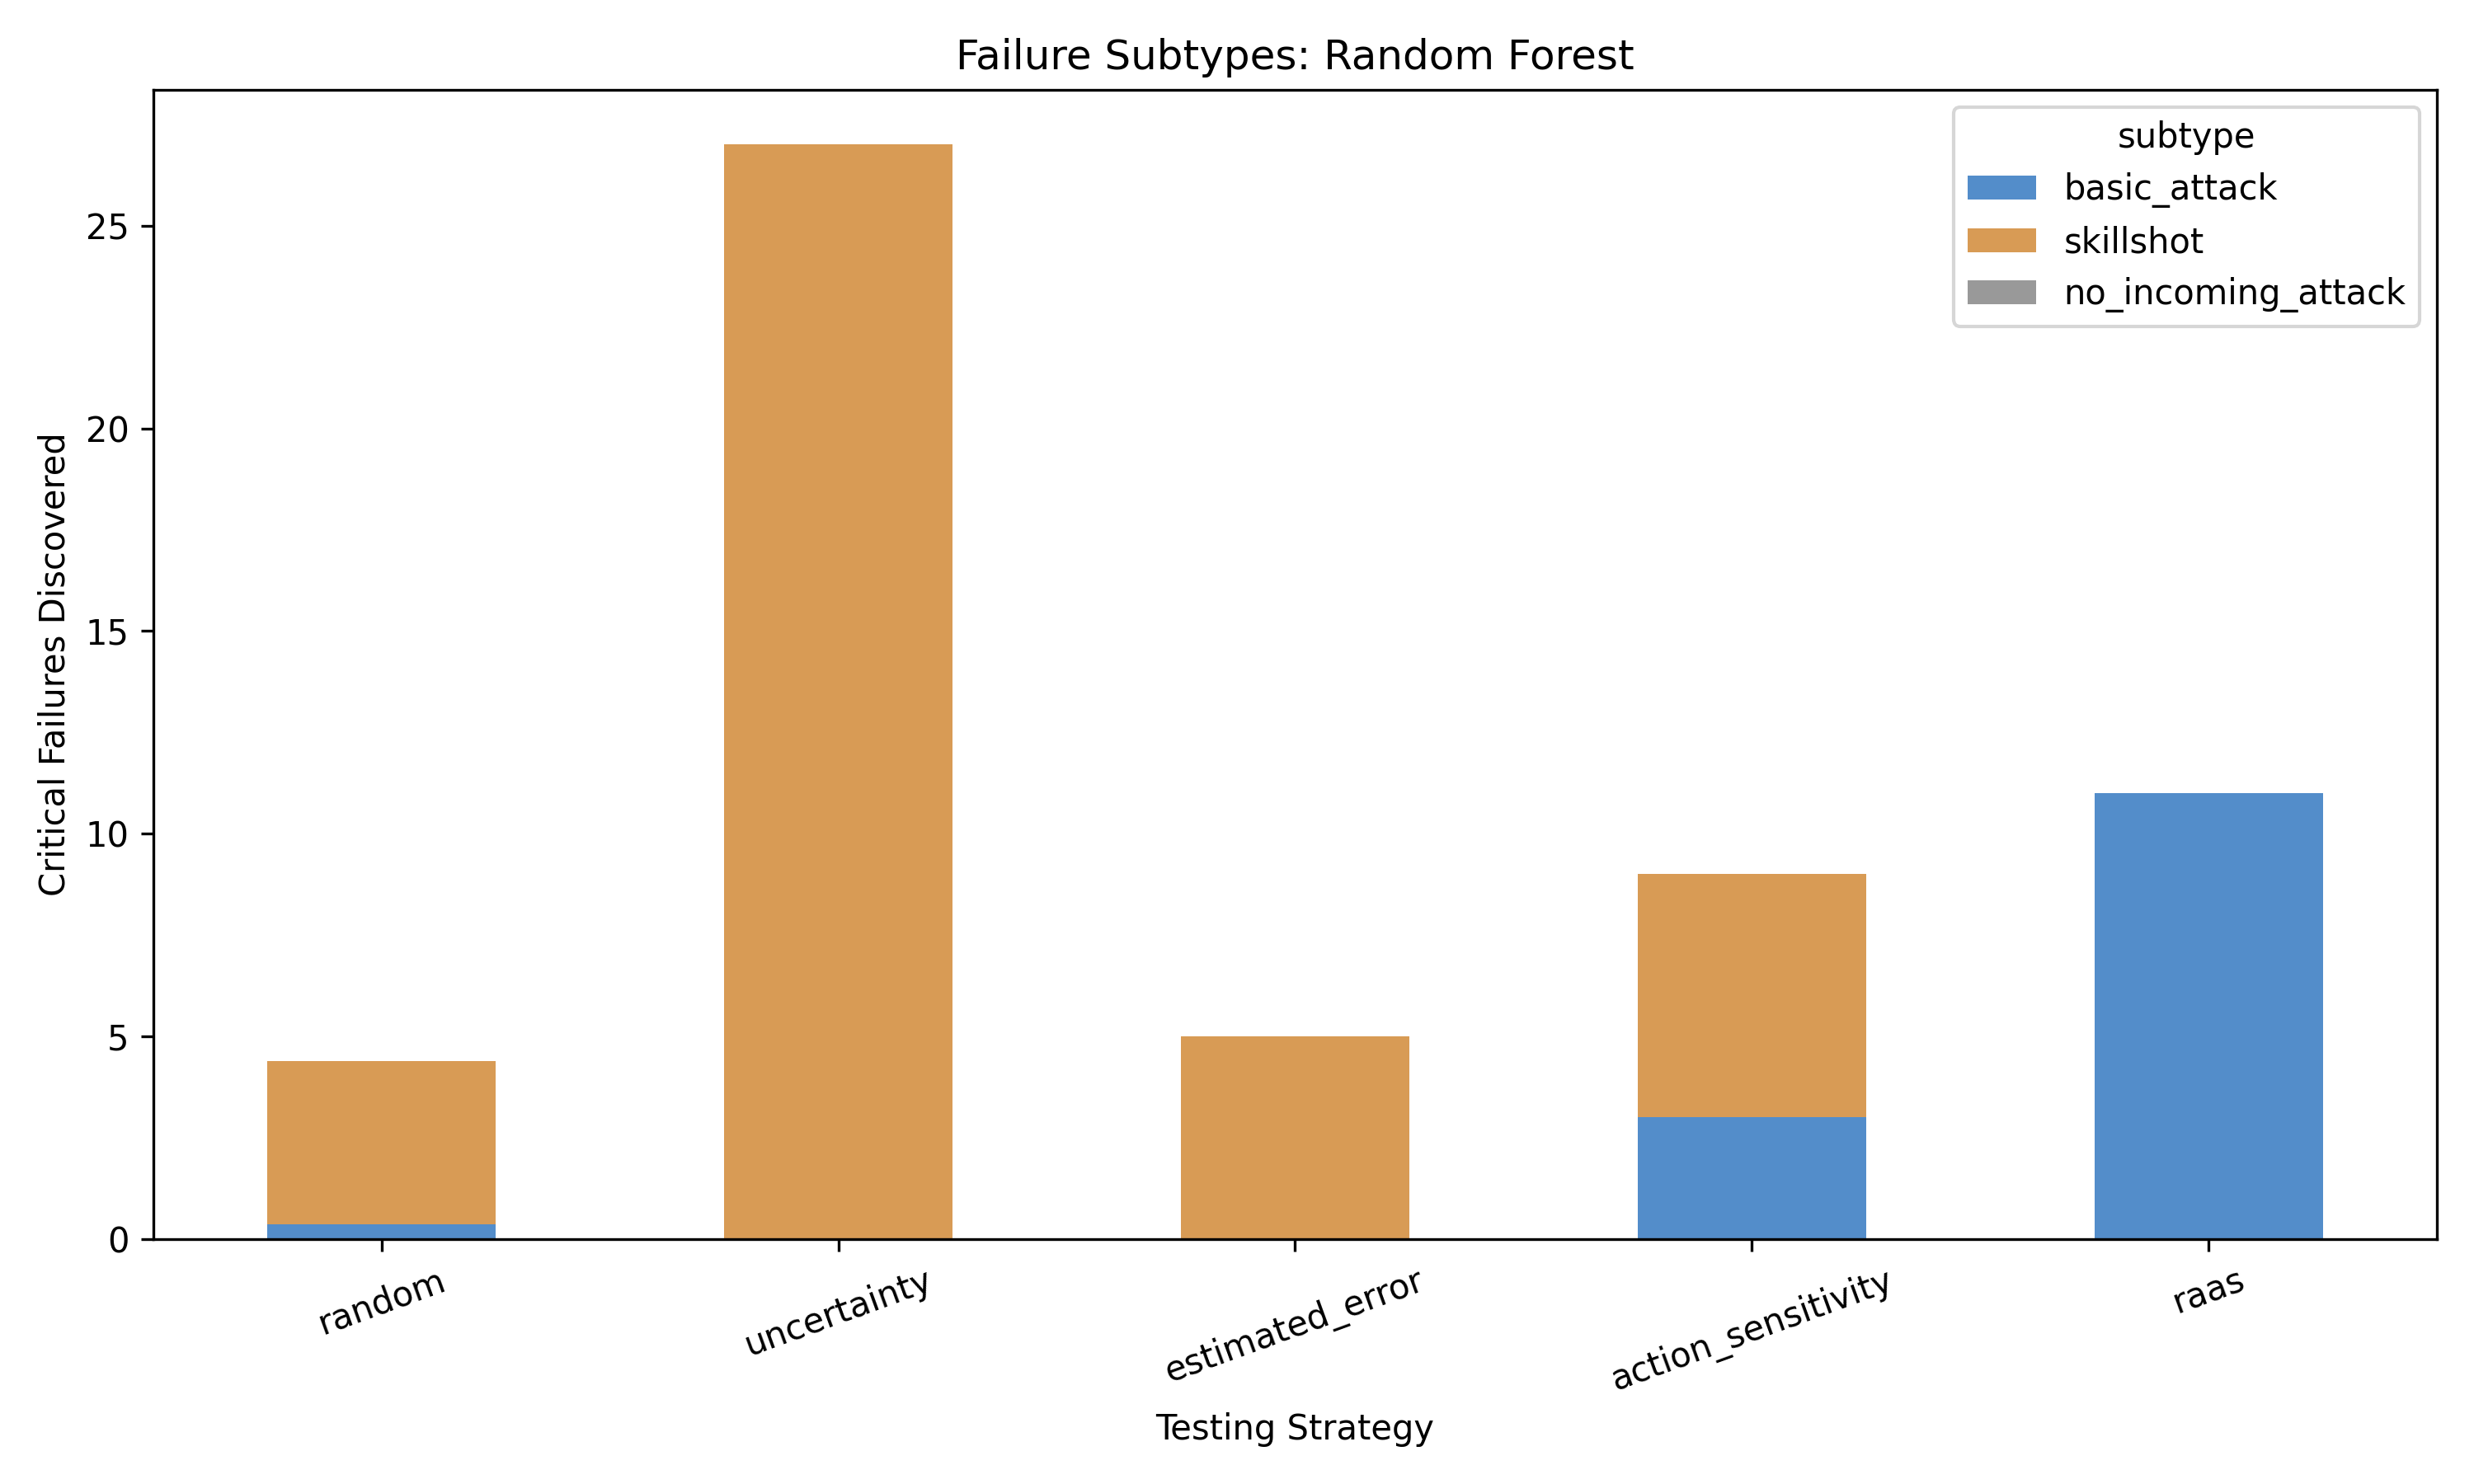 Failure Subtypes: Random Forest
subtype
basic_attack
skillshot
no_incoming_attack
Critical Failures Discovered
25
20
15
10
5
0
random
uncertainty
estimated_error
action_sensitivity
raas
Testing Strategy